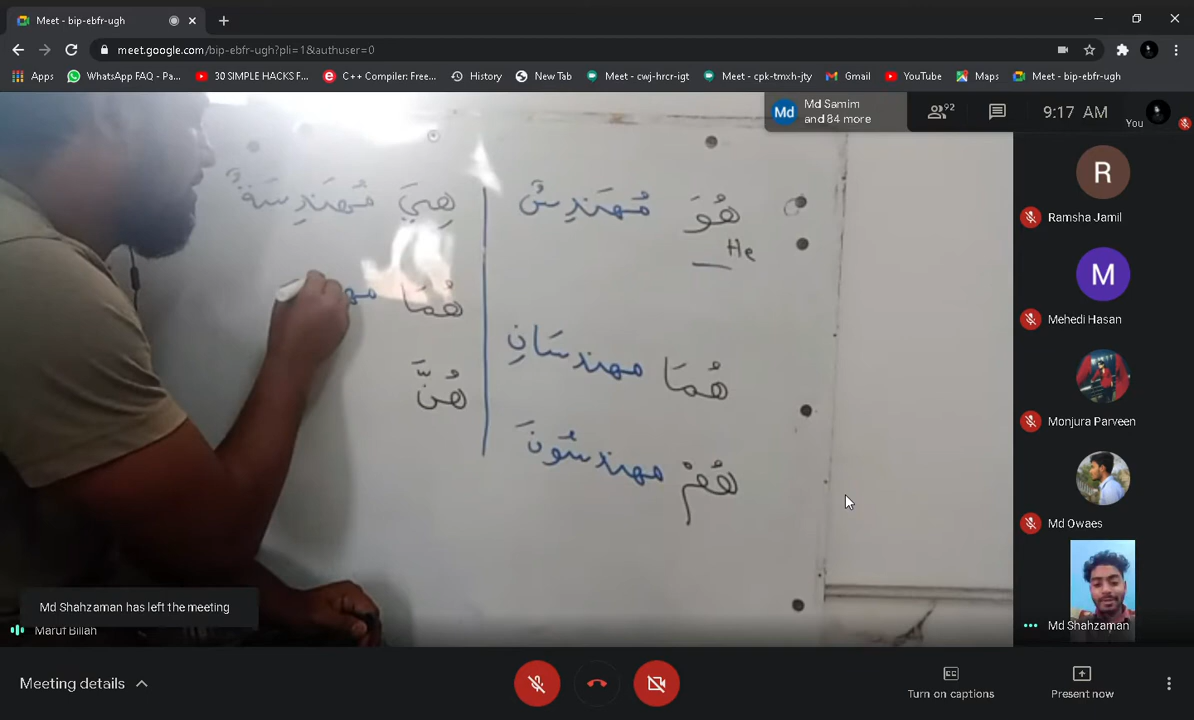 Meet - bip-ebfr-ugh
meet.google.com/bip-ebfr-ugh?pli=1&authuser=0
Apps
WhatsApp FAQ - Pa...
30 SIMPLE HACKS F...
C++ Compiler: Free...
History
New Tab
Meet - cwj-hrcr-igt
Meet - cpk-tmxh-jty
Gmail
YouTube
Maps
Meet - bip-ebfr-ugh
Md
Md Samim
and 84 more
92
9:17 AM
You
هُوَ مُهَنْدِسٌ
هِيَ مُهَنْدِسَةٌ
He
هُمَا مهندسَانِ
هُمَا مه
هُمْ مهندسُونَ
هُنَّ
R
Ramsha Jamil
M
Mehedi Hasan
Monjura Parveen
Md Owaes
Md Shahzaman
Md Shahzaman has left the meeting
Maruf Billah
Meeting details
Turn on captions
Present now